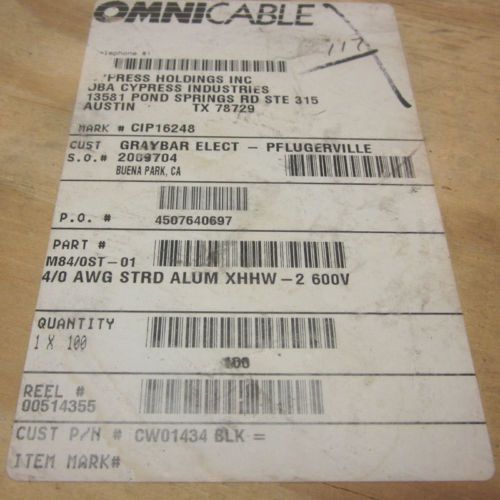 OMNICABLE
117
elephone #:
PRESS HOLDINGS INC
DBA CYPRESS INDUSTRIES
13581 POND SPRINGS RD STE 315
AUSTIN TX 78729
MARK # CIP16248
CUST GRAYBAR ELECT - PFLUGERVILLE
S.O.# 2069704
BUENA PARK, CA
P.O. # 4507640697
PART #
M84/0ST-01
4/0 AWG STRD ALUM XHHW-2 600V
QUANTITY
1 X 100
100
REEL #
00514355
CUST P/N # CW01434 BLK =
ITEM MARK#